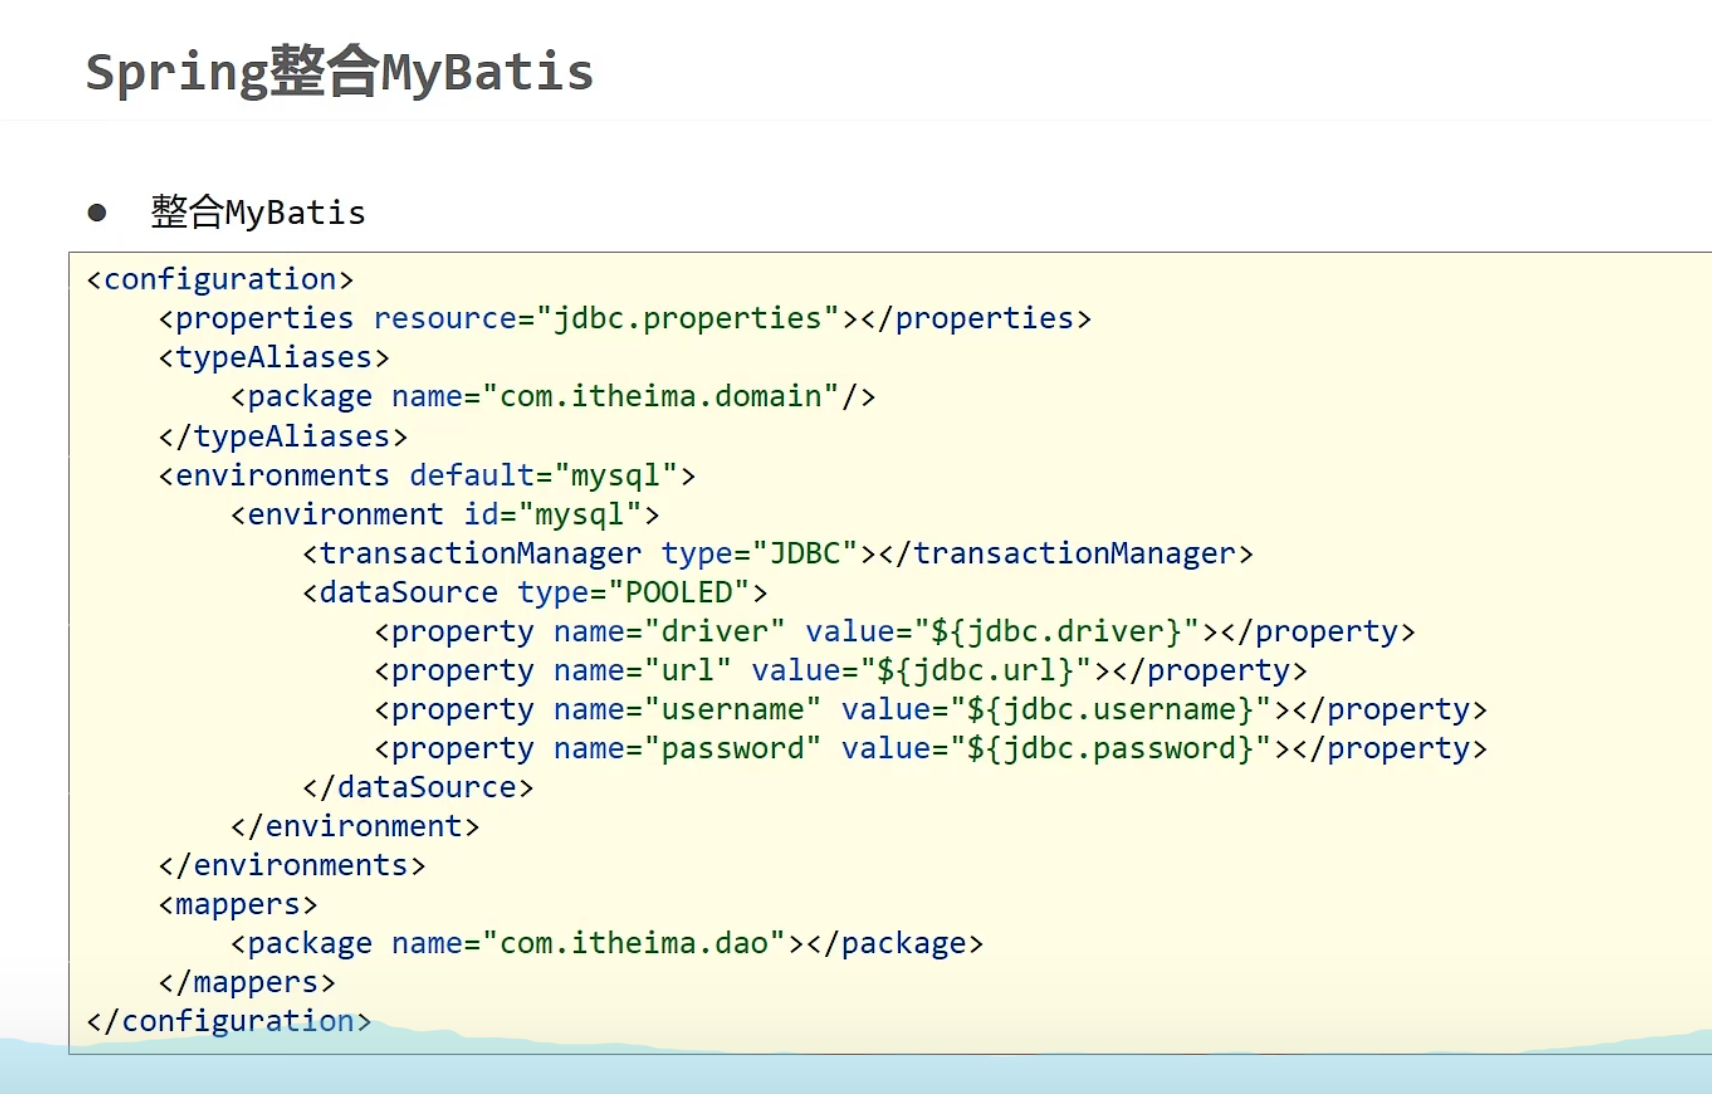 Spring整合MyBatis
● 整合MyBatis
<configuration>
    <properties resource="jdbc.properties"></properties>
    <typeAliases>
        <package name="com.itheima.domain"/>
    </typeAliases>
    <environments default="mysql">
        <environment id="mysql">
            <transactionManager type="JDBC"></transactionManager>
            <dataSource type="POOLED">
                <property name="driver" value="${jdbc.driver}"></property>
                <property name="url" value="${jdbc.url}"></property>
                <property name="username" value="${jdbc.username}"></property>
                <property name="password" value="${jdbc.password}"></property>
            </dataSource>
        </environment>
    </environments>
    <mappers>
        <package name="com.itheima.dao"></package>
    </mappers>
</configuration>